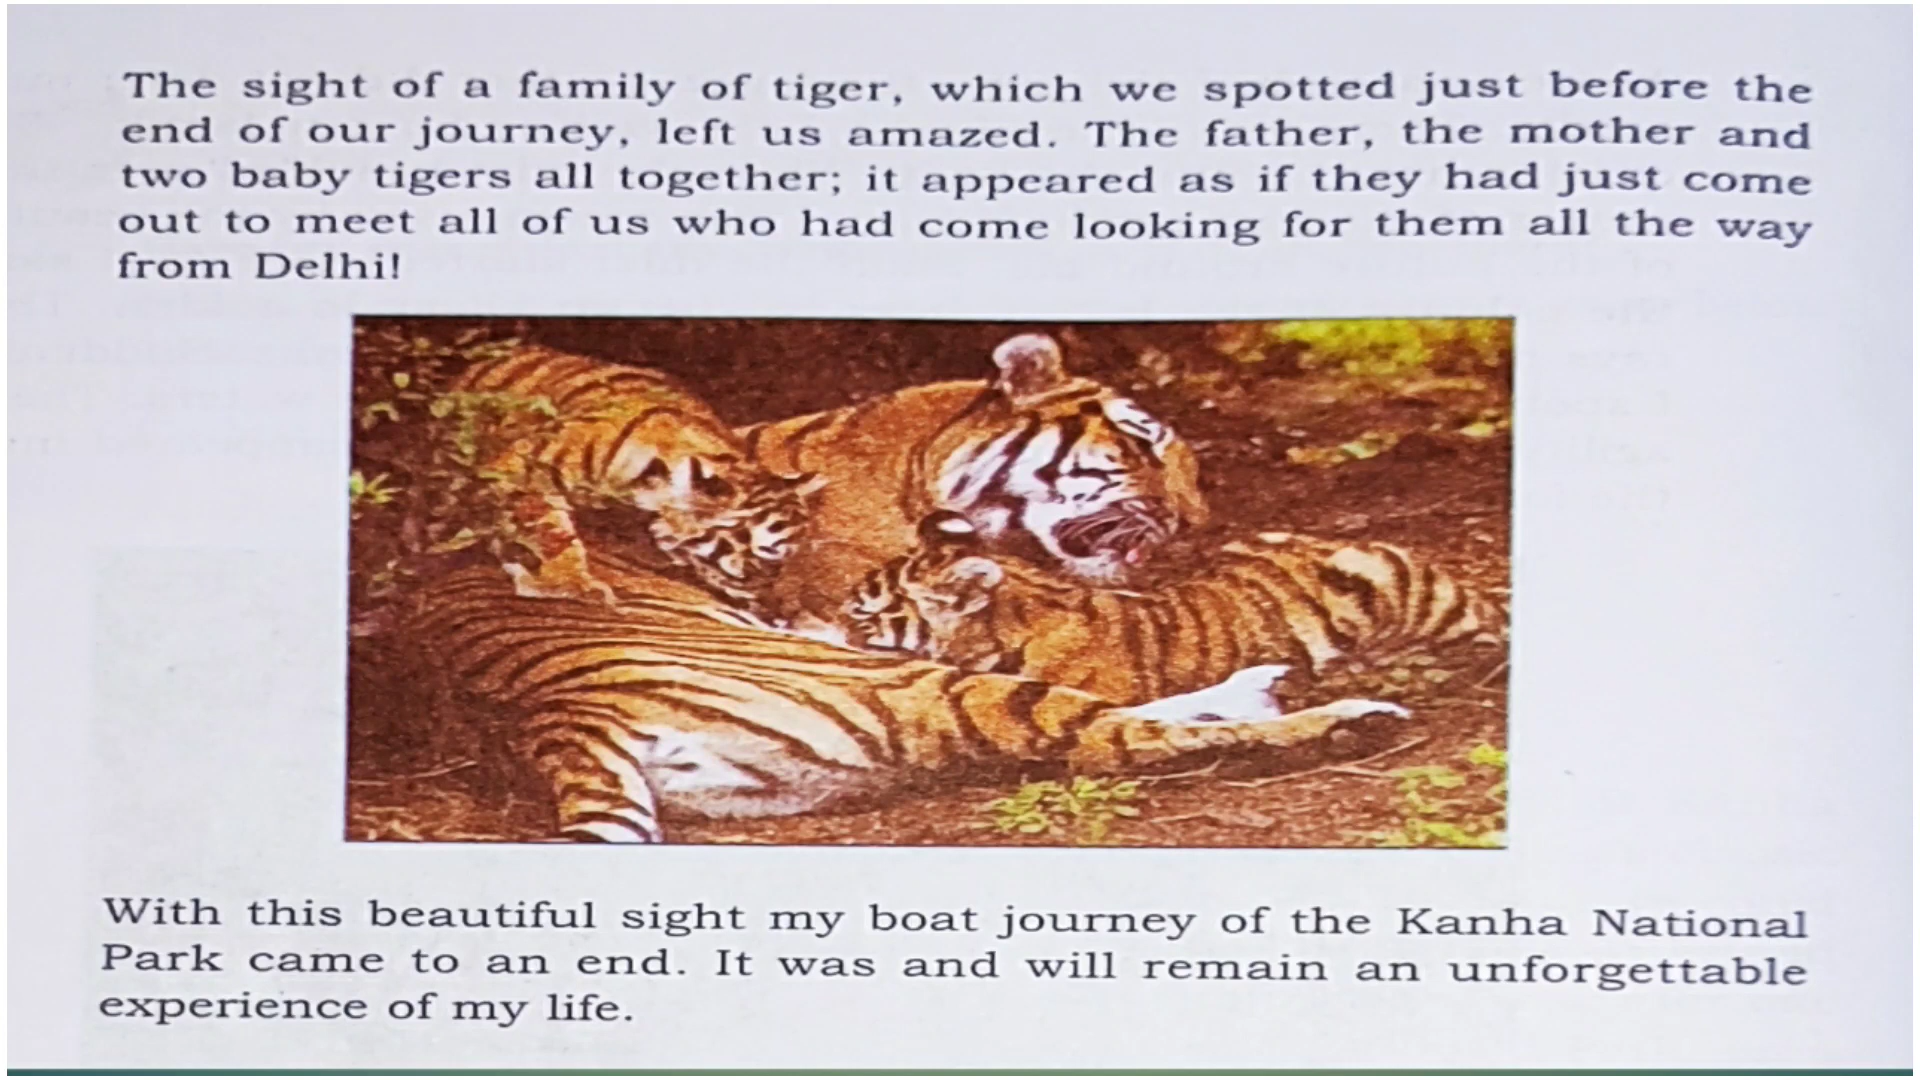 The sight of a family of tiger, which we spotted just before the
end of our journey, left us amazed. The father, the mother and
two baby tigers all together; it appeared as if they had just come
out to meet all of us who had come looking for them all the way
from Delhi!
With this beautiful sight my boat journey of the Kanha National
Park came to an end. It was and will remain an unforgettable
experience of my life.